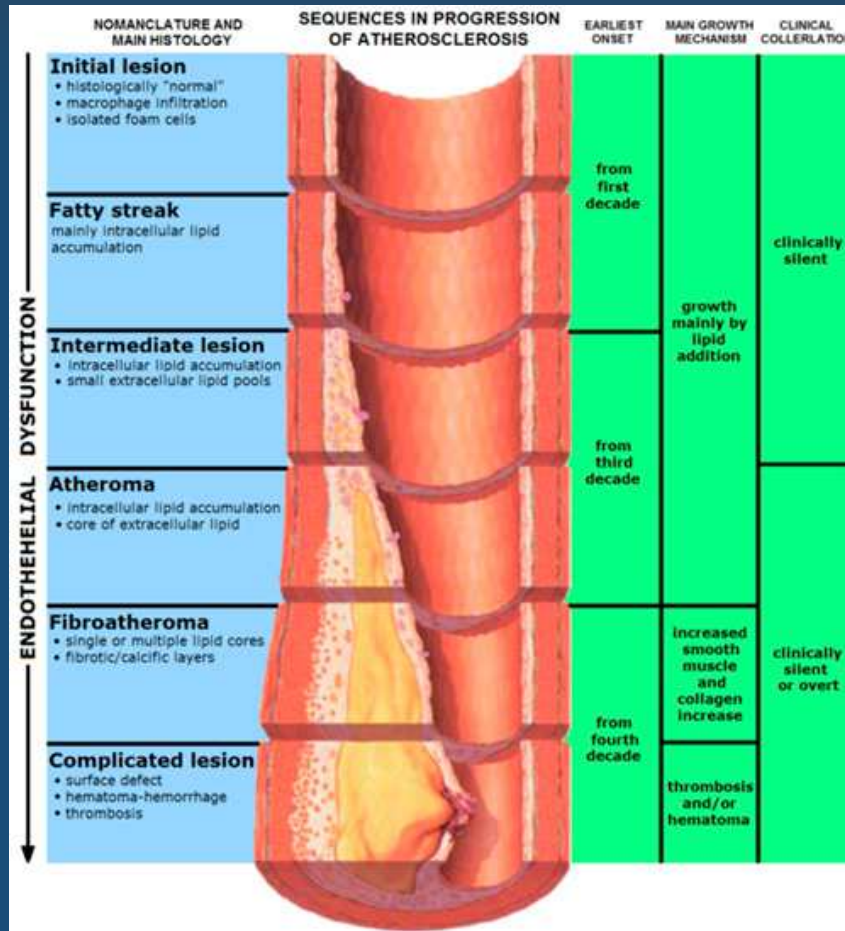 NOMANCLATURE AND
MAIN HISTOLOGY
SEQUENCES IN PROGRESSION
OF ATHEROSCLEROSIS
EARLIEST
ONSET
MAIN GROWTH
MECHANISM
CLINICAL
COLLERLATION
ENDOTHEHELIAL DYSFUNCTION
Initial lesion
• histologically "normal"
• macrophage infiltration
• isolated foam cells
Fatty streak
mainly intracellular lipid
accumulation
Intermediate lesion
• intracellular lipid accumulation
• small extracellular lipid pools
Atheroma
• intracellular lipid accumulation
• core of extracellular lipid
Fibroatheroma
• single or multiple lipid cores
• fibrotic/calcific layers
Complicated lesion
• surface defect
• hematoma-hemorrhage
• thrombosis
from
first
decade
from
third
decade
from
fourth
decade
growth
mainly by
lipid
addition
increased
smooth
muscle
and
collagen
increase
thrombosis
and/or
hematoma
clinically
silent
clinically
silent
or overt